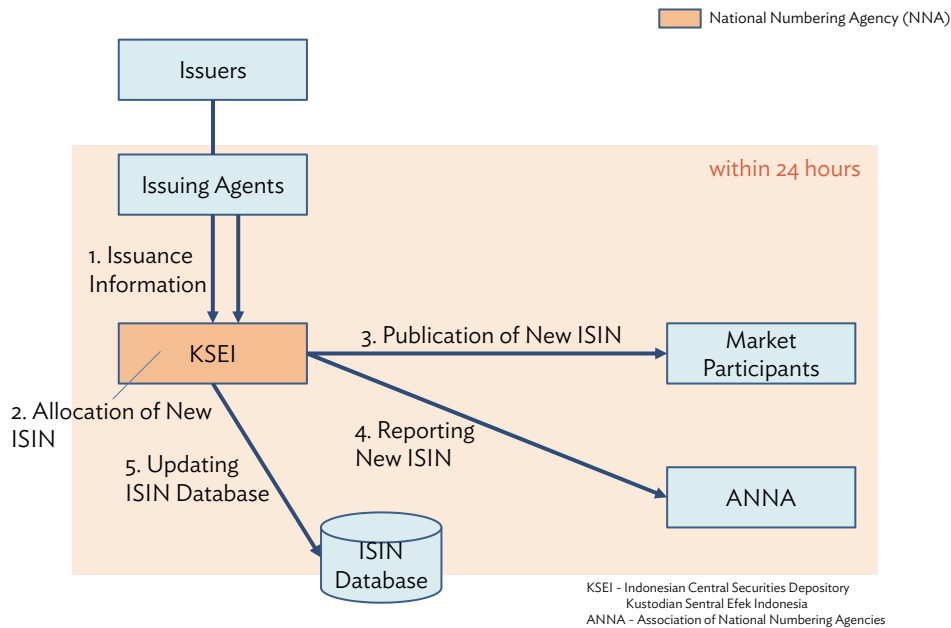 National Numbering Agency (NNA)
Issuers
within 24 hours
Issuing Agents
1. Issuance
Information
3. Publication of New ISIN
KSEI
Market
Participants
2. Allocation of New
ISIN
4. Reporting
New ISIN
5. Updating
ISIN Database
ANNA
ISIN
Database
KSEI – Indonesian Central Securities Depository
Kustodian Sentral Efek Indonesia
ANNA – Association of National Numbering Agencies